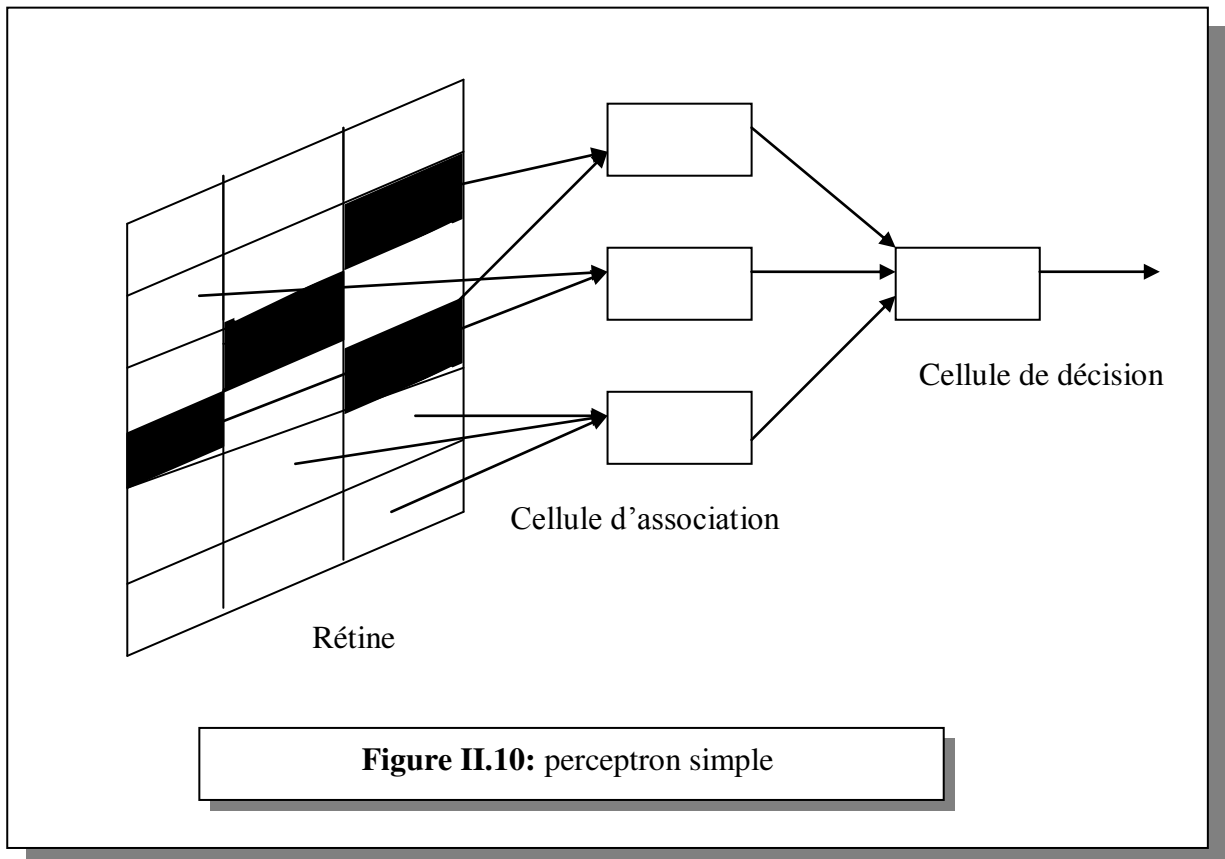 Cellule de décision
Cellule d’association
Rétine
Figure II.10: perceptron simple